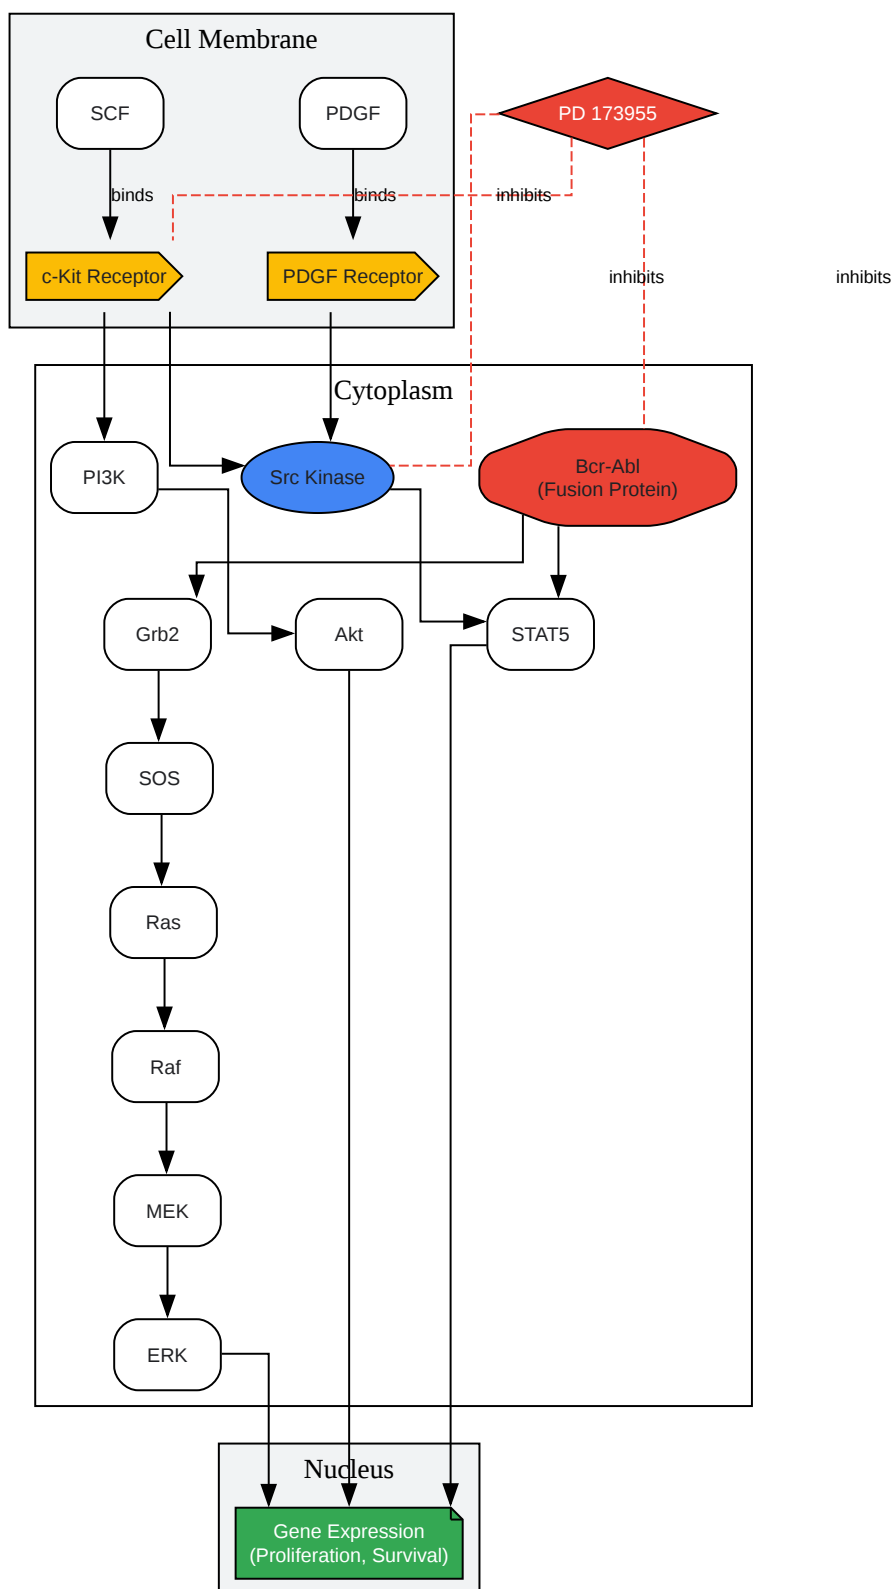 Cell Membrane
SCF
PDGF
PD 173955
binds
binds
inhibits
c-Kit Receptor
PDGF Receptor
inhibits
inhibits
Cytoplasm
PI3K
Src Kinase
Bcr-Abl
(Fusion Protein)
Grb2
Akt
STAT5
SOS
Ras
Raf
MEK
ERK
Nucleus
Gene Expression
(Proliferation, Survival)